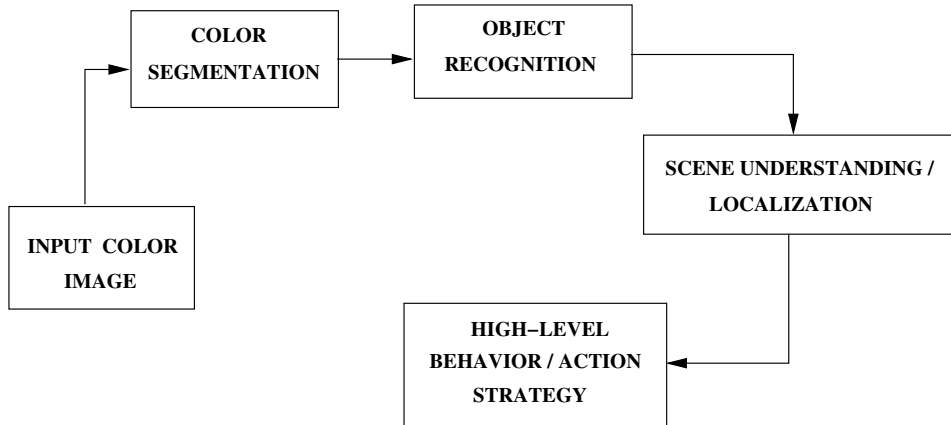 COLOR
SEGMENTATION
OBJECT
RECOGNITION
SCENE UNDERSTANDING /
LOCALIZATION
INPUT COLOR
IMAGE
HIGH–LEVEL
BEHAVIOR / ACTION
STRATEGY